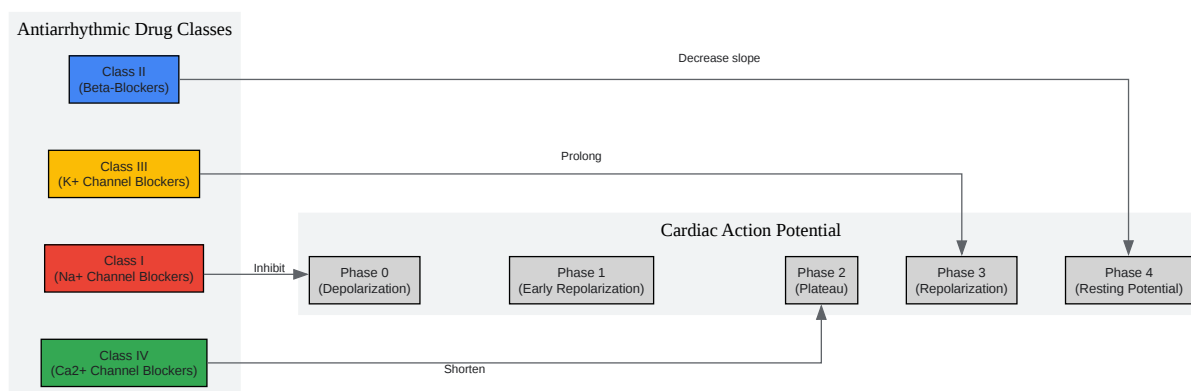 Antiarrhythmic Drug Classes
Class II
(Beta-Blockers)
Decrease slope
Class III
(K+ Channel Blockers)
Prolong
Cardiac Action Potential
Class I
(Na+ Channel Blockers)
Inhibit
Phase 0
(Depolarization)
Phase 1
(Early Repolarization)
Phase 2
(Plateau)
Phase 3
(Repolarization)
Phase 4
(Resting Potential)
Class IV
(Ca2+ Channel Blockers)
Shorten